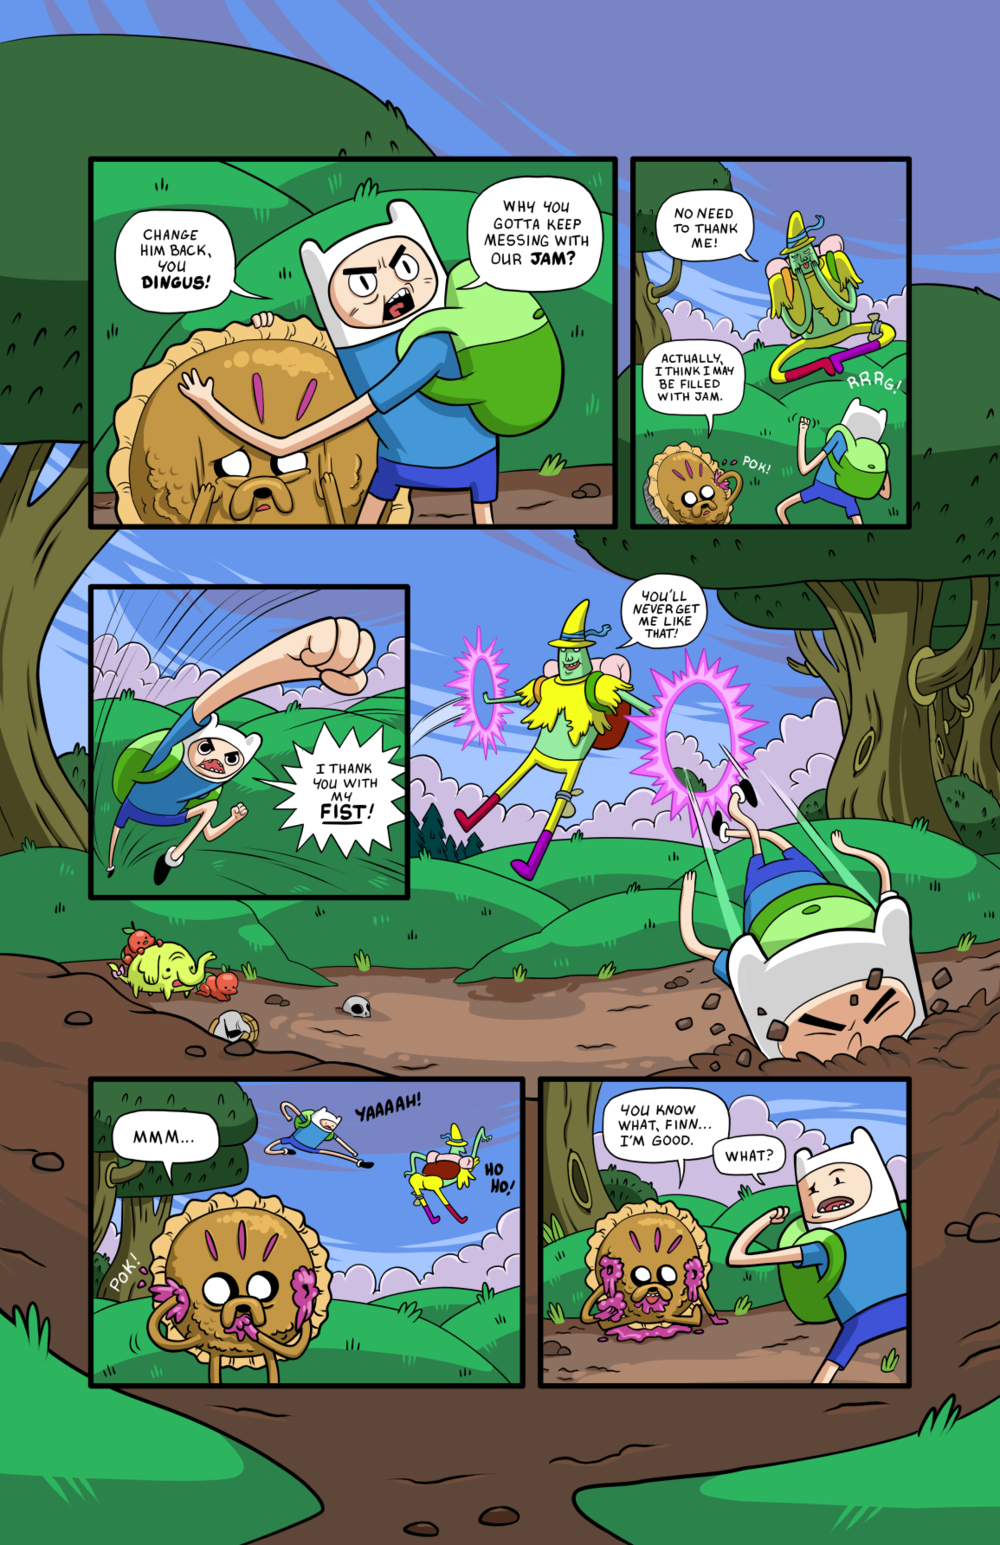 CHANGE
HIM BACK,
YOU
DINGUS!
WHY YOU
GOTTA KEEP
MESSING WITH
OUR JAM?
NO NEED
TO THANK
ME!
ACTUALLY,
I THINK I MAY
BE FILLED
WITH JAM.
RRRG!
POK!
I THANK
YOU WITH
MY
FIST!
YOU'LL
NEVER GET
ME LIKE
THAT!
MMM...
POK!
YAAAAH!
HO
HO!
YOU KNOW
WHAT, FINN...
I'M GOOD.
WHAT?